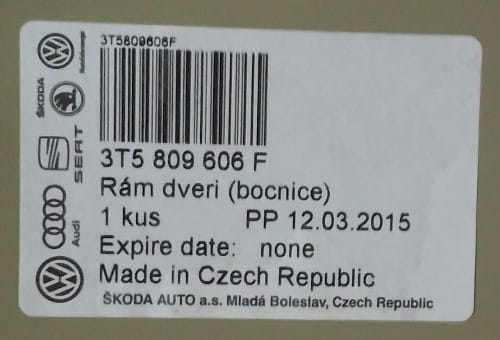 3T5809606F
3T5 809 606 F
Rám dveri (bocnice)
1 kus PP 12.03.2015
Expire date: none
Made in Czech Republic
ŠKODA AUTO a.s. Mladá Boleslav, Czech Republic
ŠKODA
SEAT
Audi